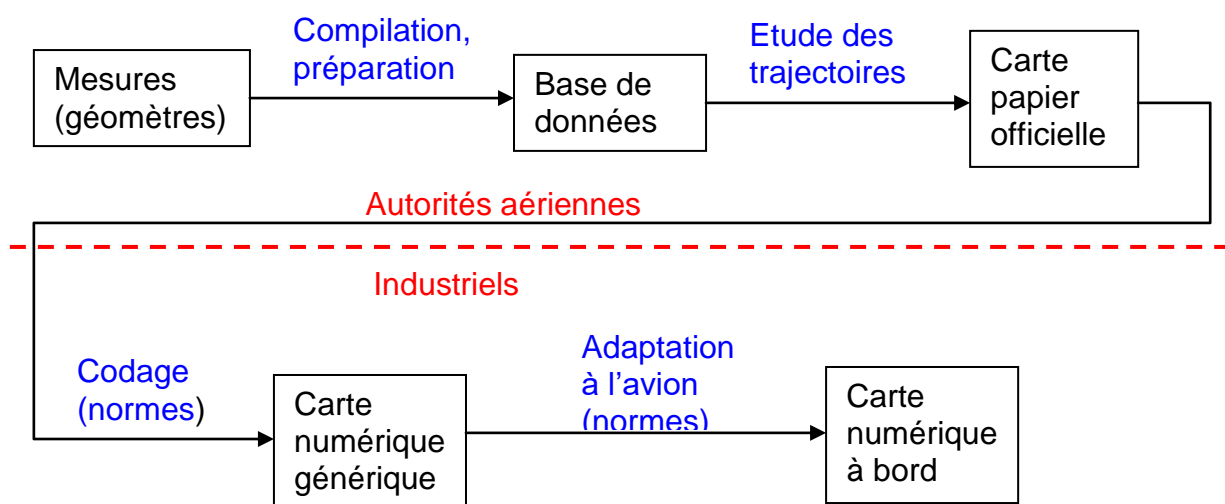 Compilation,
préparation
Etude des
trajectoires
Mesures
(géomètres)
Base de
données
Carte
papier
officielle
Autorités aériennes
Industriels
Codage
(normes)
Adaptation
à l’avion
(normes)
Carte
numérique
générique
Carte
numérique
à bord